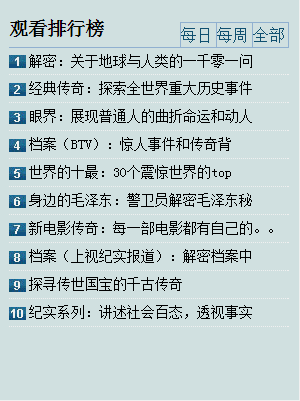 观看排行榜
每日 每周 全部
1 解密：关于地球与人类的一千零一问
2 经典传奇：探索全世界重大历史事件
3 眼界：展现普通人的曲折命运和动人
4 档案（BTV）：惊人事件和传奇背
5 世界的十最：30个震惊世界的top
6 身边的毛泽东：警卫员解密毛泽东秘
7 新电影传奇：每一部电影都有自己的。。
8 档案（上视纪实报道）：解密档案中
9 探寻传世国宝的千古传奇
10 纪实系列：讲述社会百态，透视事实